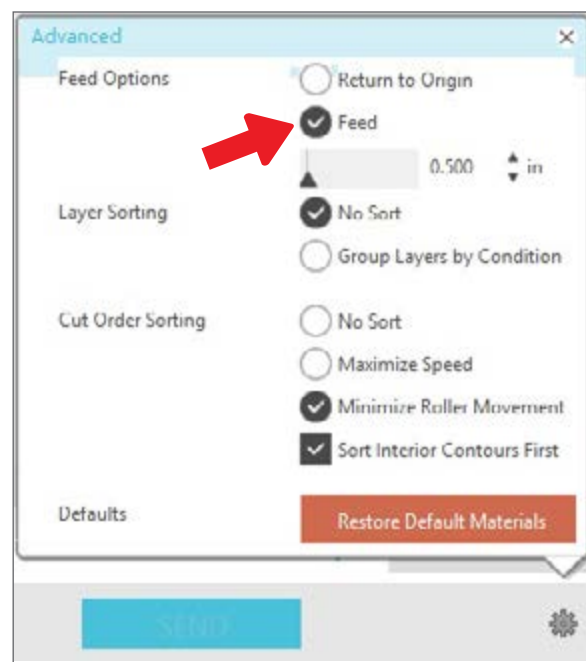 Advanced
Feed Options
Return to Origin
Feed
0.500 in
Layer Sorting
No Sort
Group Layers by Condition
Cut Order Sorting
No Sort
Maximize Speed
Minimize Roller Movement
Sort Interior Contours First
Defaults
Restore Default Materials
SEND